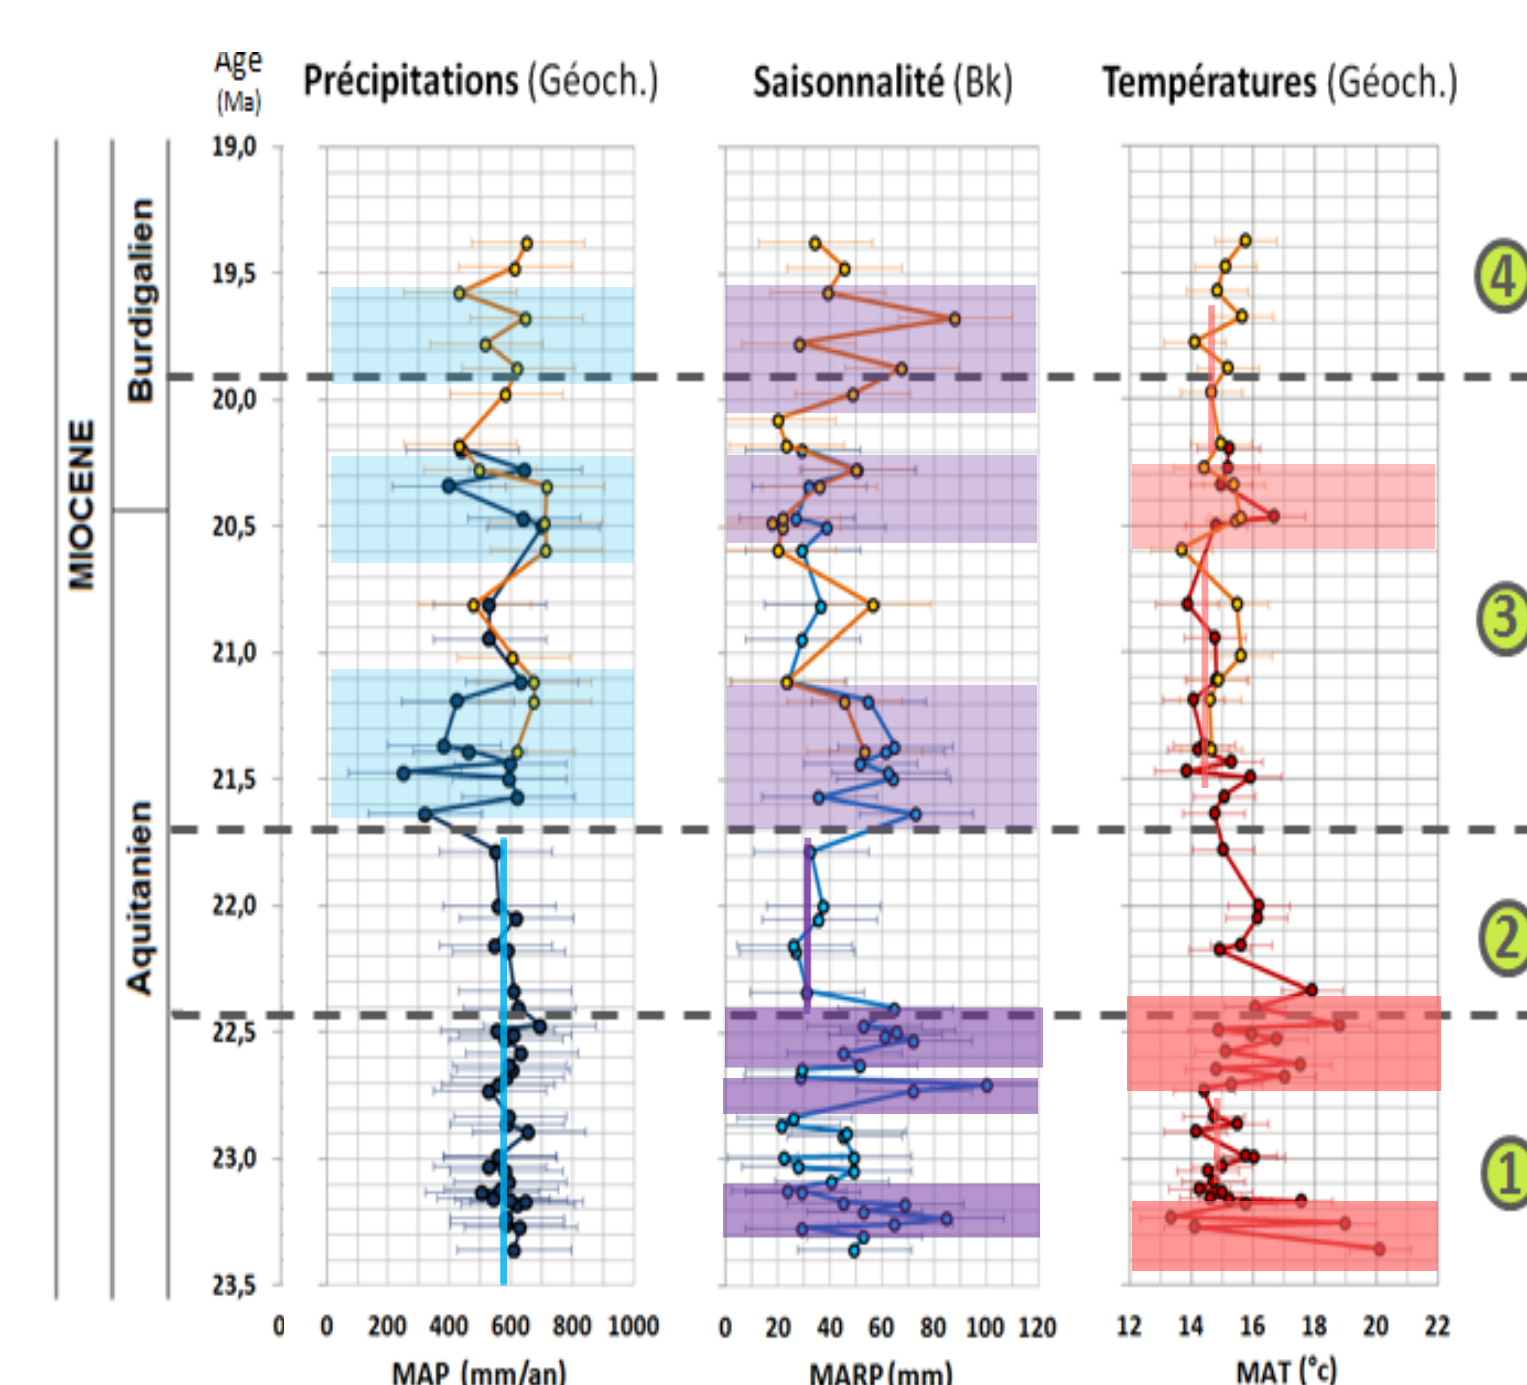 Age
(Ma)
Précipitations (Géoch.)
Saisonnalité (Bk)
Températures (Géoch.)
MIOCENE
Burdigalien
Aquitanien
19,0
19,5
20,0
20,5
21,0
21,5
22,0
22,5
23,0
23,5
4
3
2
1
0
0 200 400 600 800 1000
0 20 40 60 80 100 120
12 14 16 18 20 22
MAP (mm/an)
MARP (mm)
MAT (°c)